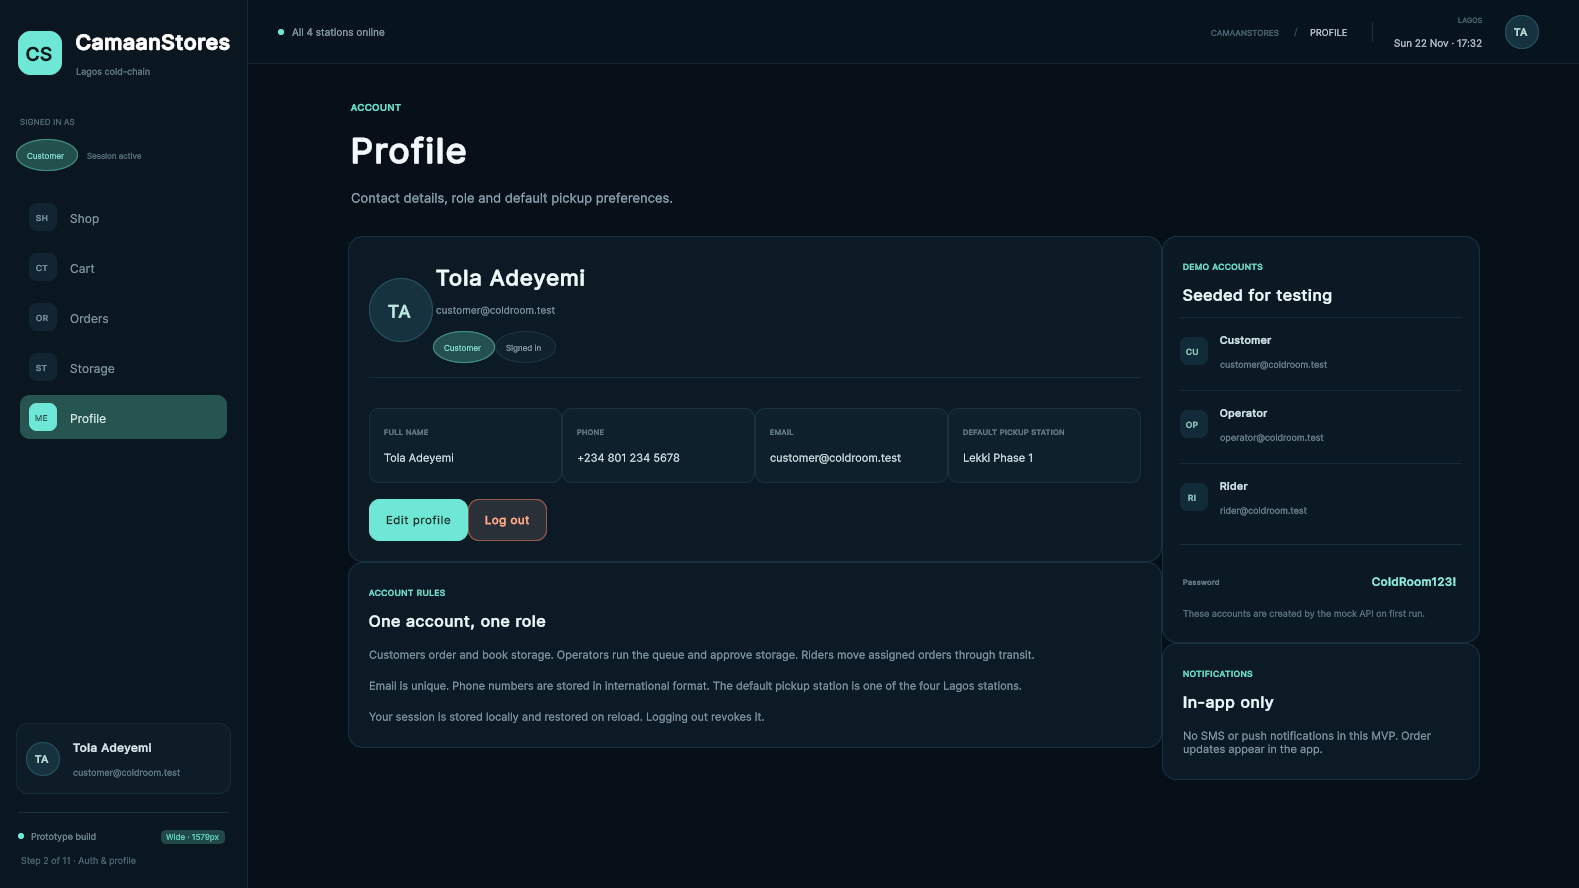 CS
CamaanStores
Lagos cold-chain
SIGNED IN AS
Customer
Session active
SH
Shop
CT
Cart
OR
Orders
ST
Storage
ME
Profile
TA
Tola Adeyemi
customer@coldroom.test
Prototype build
Wide · 1579px
Step 2 of 11 · Auth & profile
All 4 stations online
CAMAANSTORES / PROFILE
LAGOS
Sun 22 Nov · 17:32
TA
ACCOUNT
Profile
Contact details, role and default pickup preferences.
TA
Tola Adeyemi
customer@coldroom.test
Customer
Signed in
FULL NAME
Tola Adeyemi
PHONE
+234 801 234 5678
EMAIL
customer@coldroom.test
DEFAULT PICKUP STATION
Lekki Phase 1
Edit profile
Log out
ACCOUNT RULES
One account, one role
Customers order and book storage. Operators run the queue and approve storage. Riders move assigned orders through transit.
Email is unique. Phone numbers are stored in international format. The default pickup station is one of the four Lagos stations.
Your session is stored locally and restored on reload. Logging out revokes it.
DEMO ACCOUNTS
Seeded for testing
CU
Customer
customer@coldroom.test
OP
Operator
operator@coldroom.test
RI
Rider
rider@coldroom.test
Password
ColdRoom123!
These accounts are created by the mock API on first run.
NOTIFICATIONS
In-app only
No SMS or push notifications in this MVP. Order
updates appear in the app.